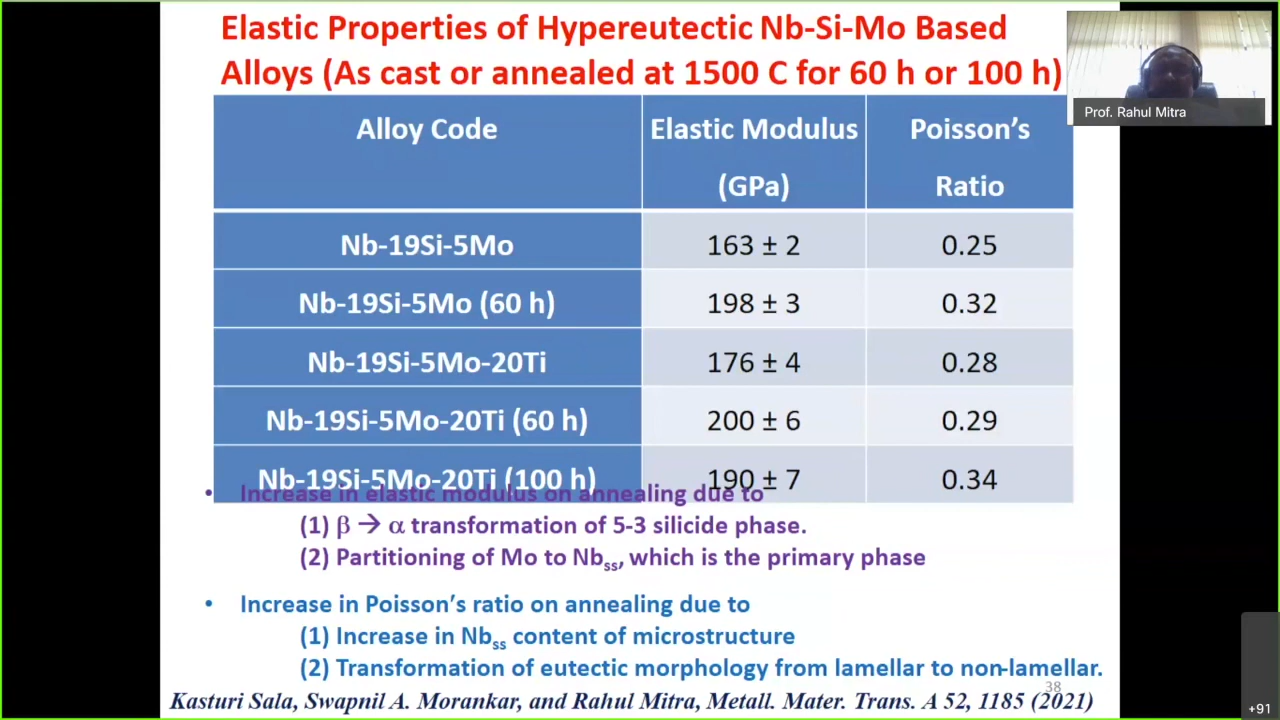 Elastic Properties of Hypereutectic Nb-Si-Mo Based
Alloys (As cast or annealed at 1500 C for 60 h or 100 h)
Prof. Rahul Mitra
Alloy Code Elastic Modulus (GPa) Poisson's Ratio
Nb-19Si-5Mo 163 ± 2 0.25
Nb-19Si-5Mo (60 h) 198 ± 3 0.32
Nb-19Si-5Mo-20Ti 176 ± 4 0.28
Nb-19Si-5Mo-20Ti (60 h) 200 ± 6 0.29
Nb-19Si-5Mo-20Ti (100 h) 190 ± 7 0.34
• Increase in elastic modulus on annealing due to
(1) β → α transformation of 5-3 silicide phase.
(2) Partitioning of Mo to Nbss, which is the primary phase
• Increase in Poisson's ratio on annealing due to
(1) Increase in Nbss content of microstructure
(2) Transformation of eutectic morphology from lamellar to non-lamellar.
38
Kasturi Sala, Swapnil A. Morankar, and Rahul Mitra, Metall. Mater. Trans. A 52, 1185 (2021)
+91